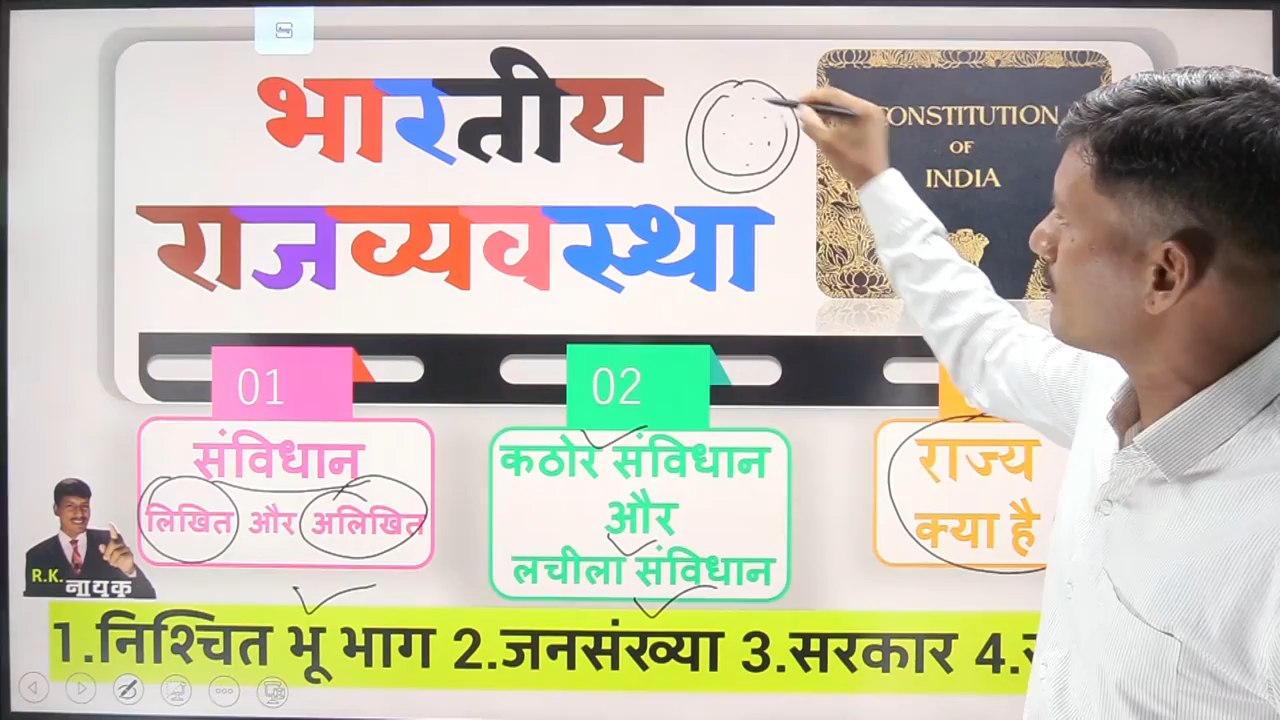 भारतीय
राजव्यवस्था
CONSTITUTION
OF
INDIA
01
02
संविधान
लिखित और अलिखित
कठोर संविधान
और
लचीला संविधान
राज्य
क्या है
R.K. नायक
1.निश्चित भू भाग 2.जनसंख्या 3.सरकार 4.